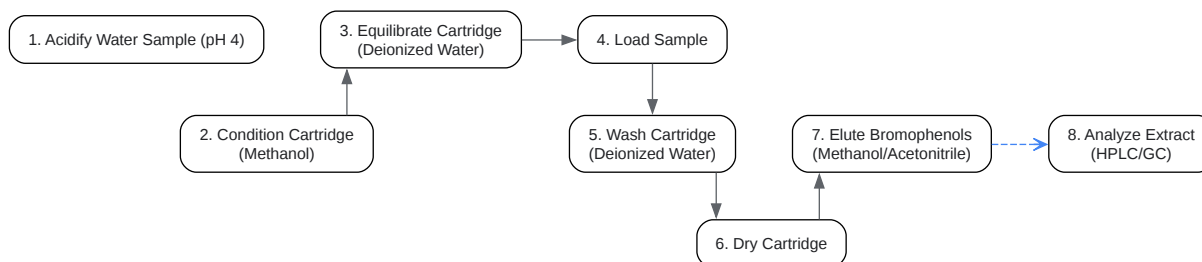 1. Acidify Water Sample (pH 4)
2. Condition Cartridge
(Methanol)
3. Equilibrate Cartridge
(Deionized Water)
4. Load Sample
5. Wash Cartridge
(Deionized Water)
6. Dry Cartridge
7. Elute Bromophenols
(Methanol/Acetonitrile)
8. Analyze Extract
(HPLC/GC)